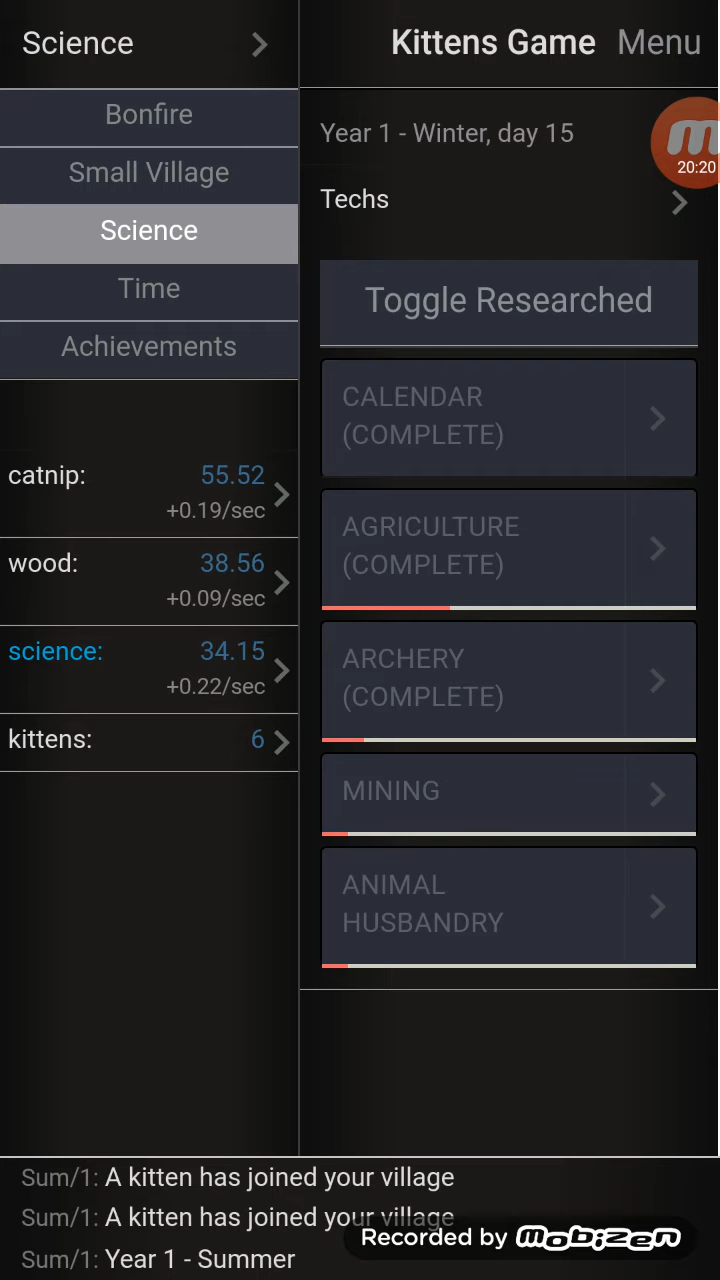 Science
Bonfire
Small Village
Science
Time
Achievements
catnip: 55.52
+0.19/sec
wood: 38.56
+0.09/sec
science: 34.15
+0.22/sec
kittens: 6
Kittens Game Menu
Year 1 - Winter, day 15
20:20
Techs
Toggle Researched
CALENDAR
(COMPLETE)
AGRICULTURE
(COMPLETE)
ARCHERY
(COMPLETE)
MINING
ANIMAL
HUSBANDRY
Sum/1: A kitten has joined your village
Sum/1: A kitten has joined your village
Sum/1: Year 1 - Summer
Recorded by mobizen